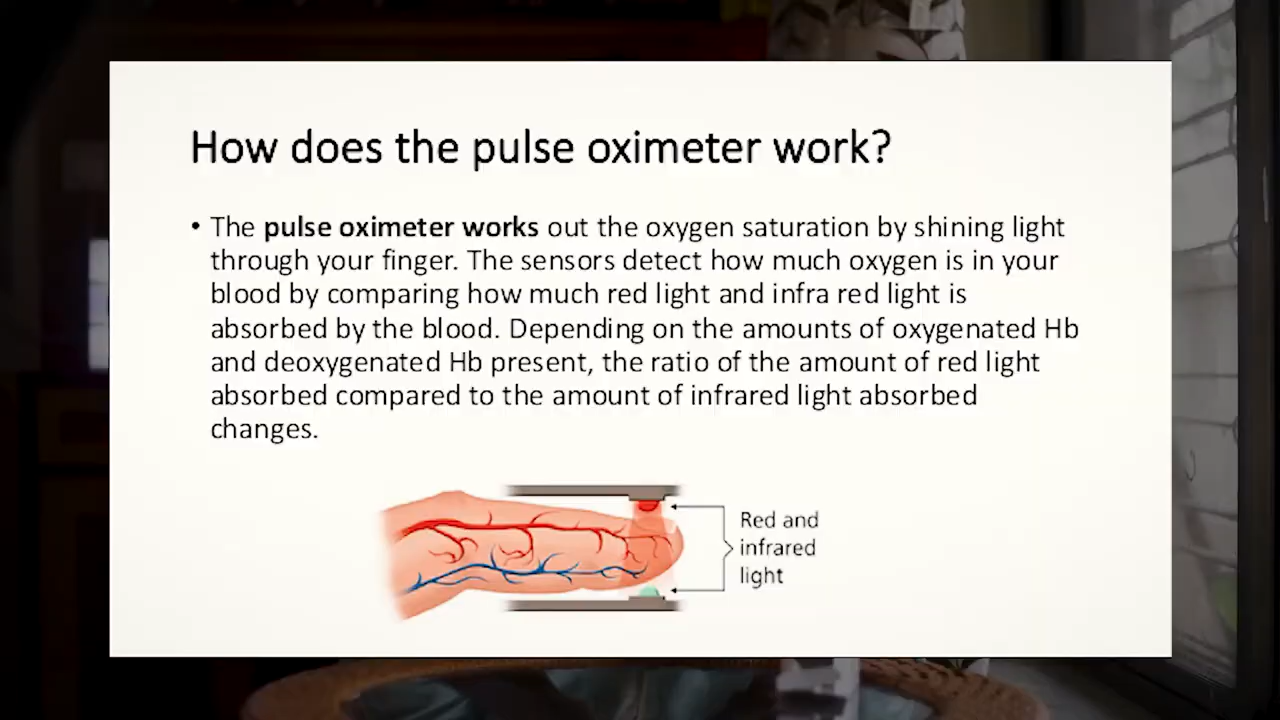 How does the pulse oximeter work?
• The pulse oximeter works out the oxygen saturation by shining light
through your finger. The sensors detect how much oxygen is in your
blood by comparing how much red light and infra red light is
absorbed by the blood. Depending on the amounts of oxygenated Hb
and deoxygenated Hb present, the ratio of the amount of red light
absorbed compared to the amount of infrared light absorbed
changes.
Red and
infrared
light